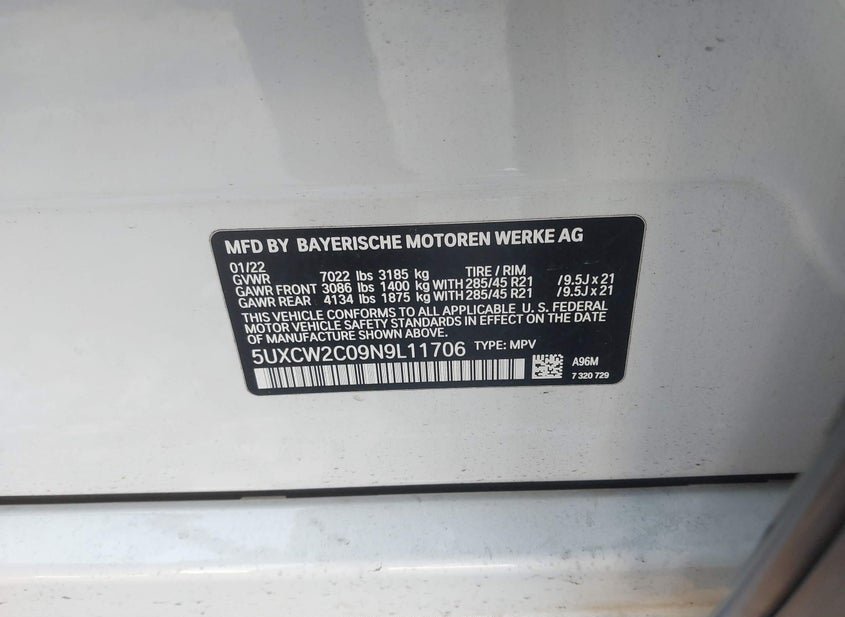 MFD BY BAYERISCHE MOTOREN WERKE AG
01/22
GVWR 7022 lbs 3185 kg TIRE / RIM
GAWR FRONT 3086 lbs 1400 kg WITH 285/45 R21 /9.5J x 21
GAWR REAR 4134 lbs 1875 kg WITH 285/45 R21 /9.5J x 21
THIS VEHICLE CONFORMS TO ALL APPLICABLE U. S. FEDERAL
MOTOR VEHICLE SAFETY STANDARDS IN EFFECT ON THE DATE
OF MANUFACTURE SHOWN ABOVE.
5UXCW2C09N9L11706 TYPE: MPV
A96M
7 320 729